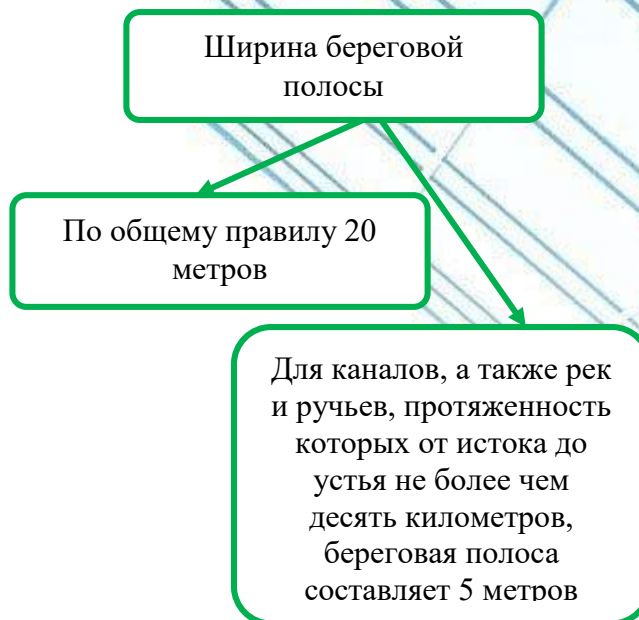 Ширина береговой
полосы
По общему правилу 20
метров
Для каналов, а также рек
и ручьев, протяженность
которых от истока до
устья не более чем
десять километров,
береговая полоса
составляет 5 метров